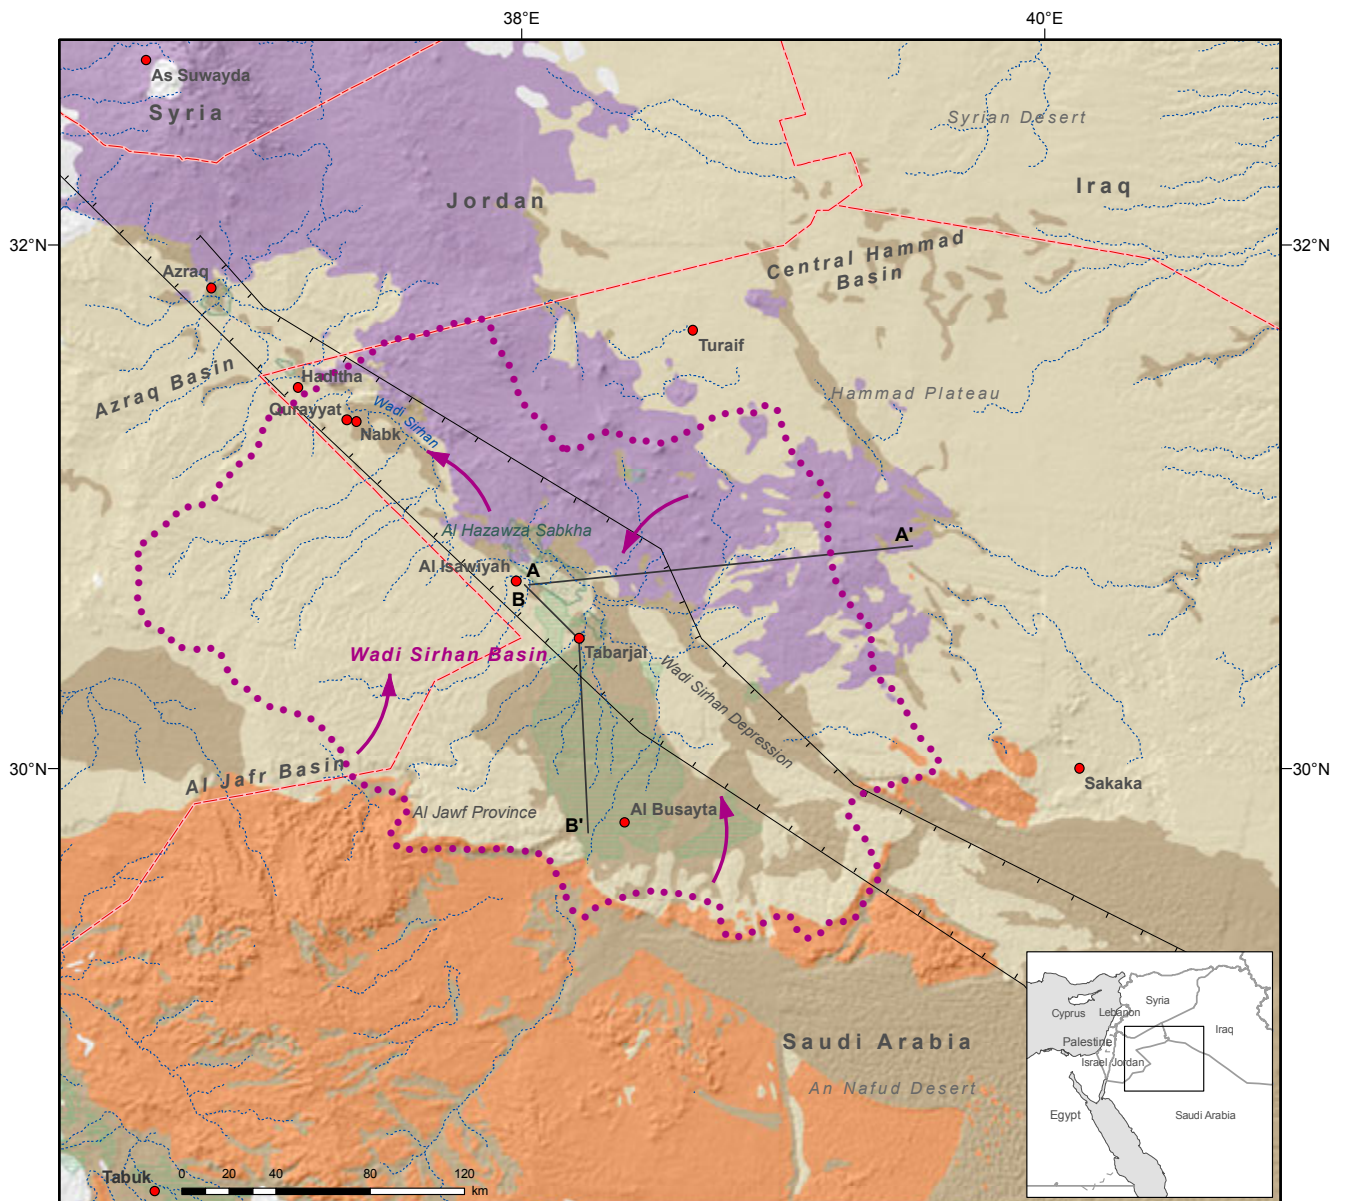 38°E
40°E
As Suwayda
Syria
Syrian Desert
Jordan
Iraq
32°N
32°N
Central Hammad
Basin
Azraq
Turaif
Azraq Basin
Haditha
Hammad Plateau
Qurayyat
Wadi Sirhan
Nabk
Al Hazawza Sabkha
A'
Al Isawiyah
A
B
Tabarjal
Wadi Sirhan Basin
Wadi Sirhan Depression
30°N
30°N
Al Jafr Basin
Sakaka
Al Jawf Province
Al Busayta
B'
Saudi Arabia
An Nafud Desert
Tabuk
0 20 40 80 120
km
Syria
Cyprus
Lebanon
Iraq
Palestine
Israel
Jordan
Egypt
Saudi Arabia